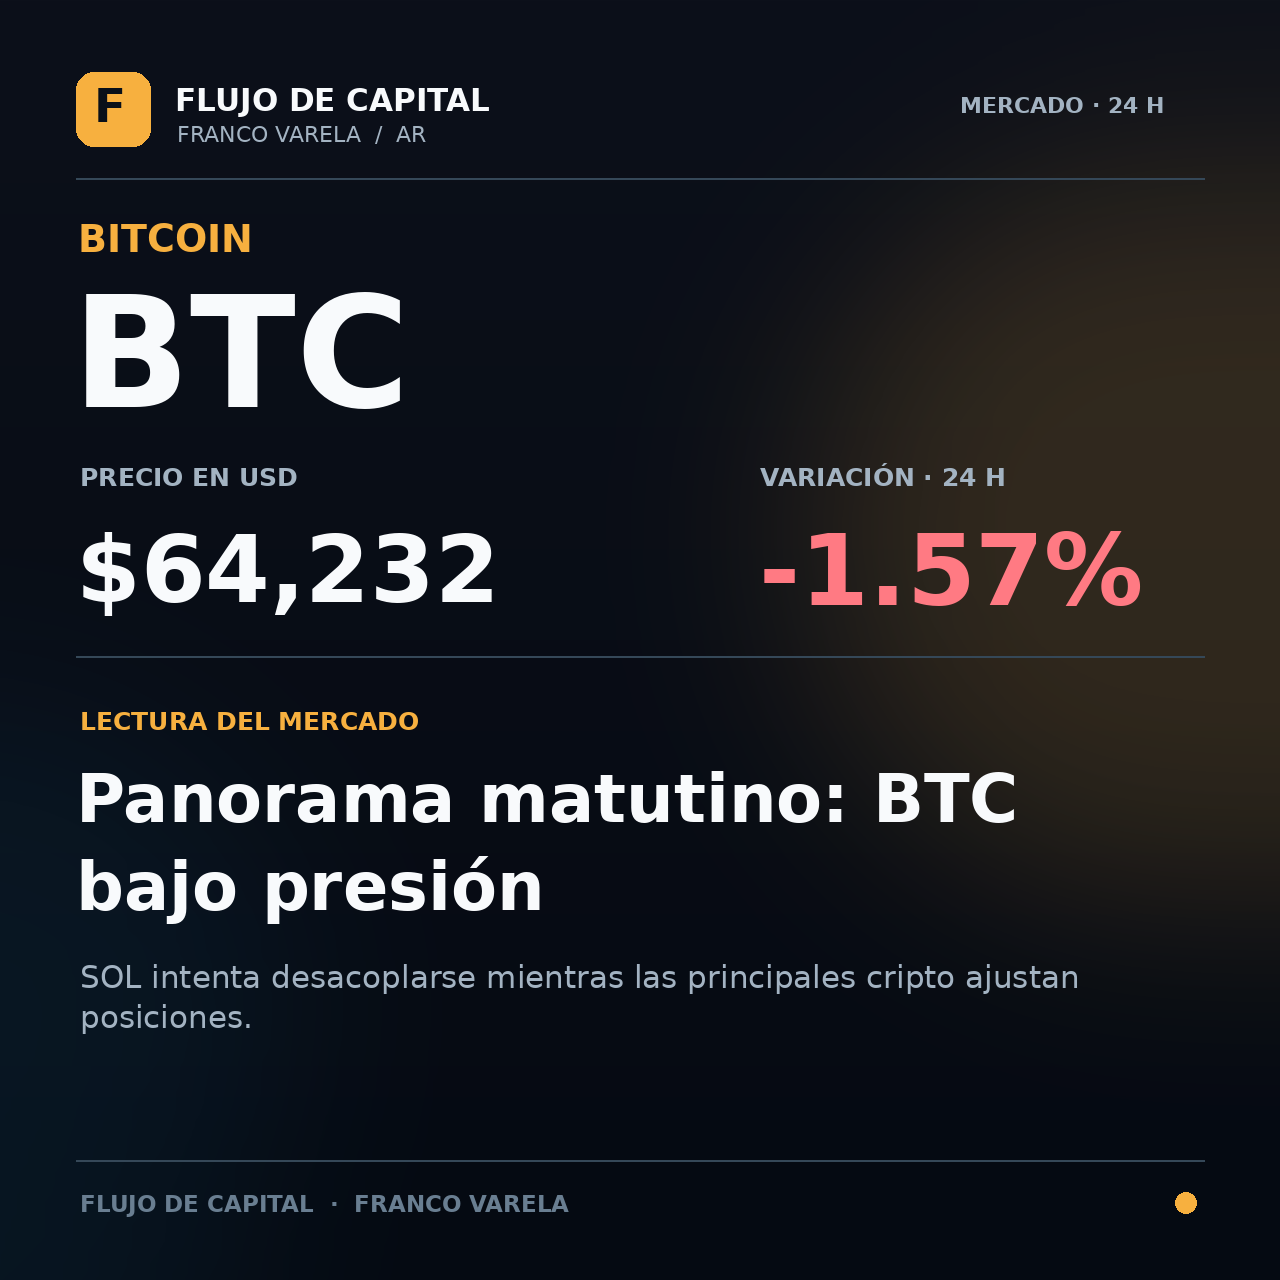 F
FLUJO DE CAPITAL
FRANCO VARELA / AR
MERCADO · 24 H
BITCOIN
BTC
PRECIO EN USD
VARIACIÓN · 24 H
$64,232
-1.57%
LECTURA DEL MERCADO
Panorama matutino: BTC
bajo presión
SOL intenta desacoplarse mientras las principales cripto ajustan
posiciones.
FLUJO DE CAPITAL · FRANCO VARELA